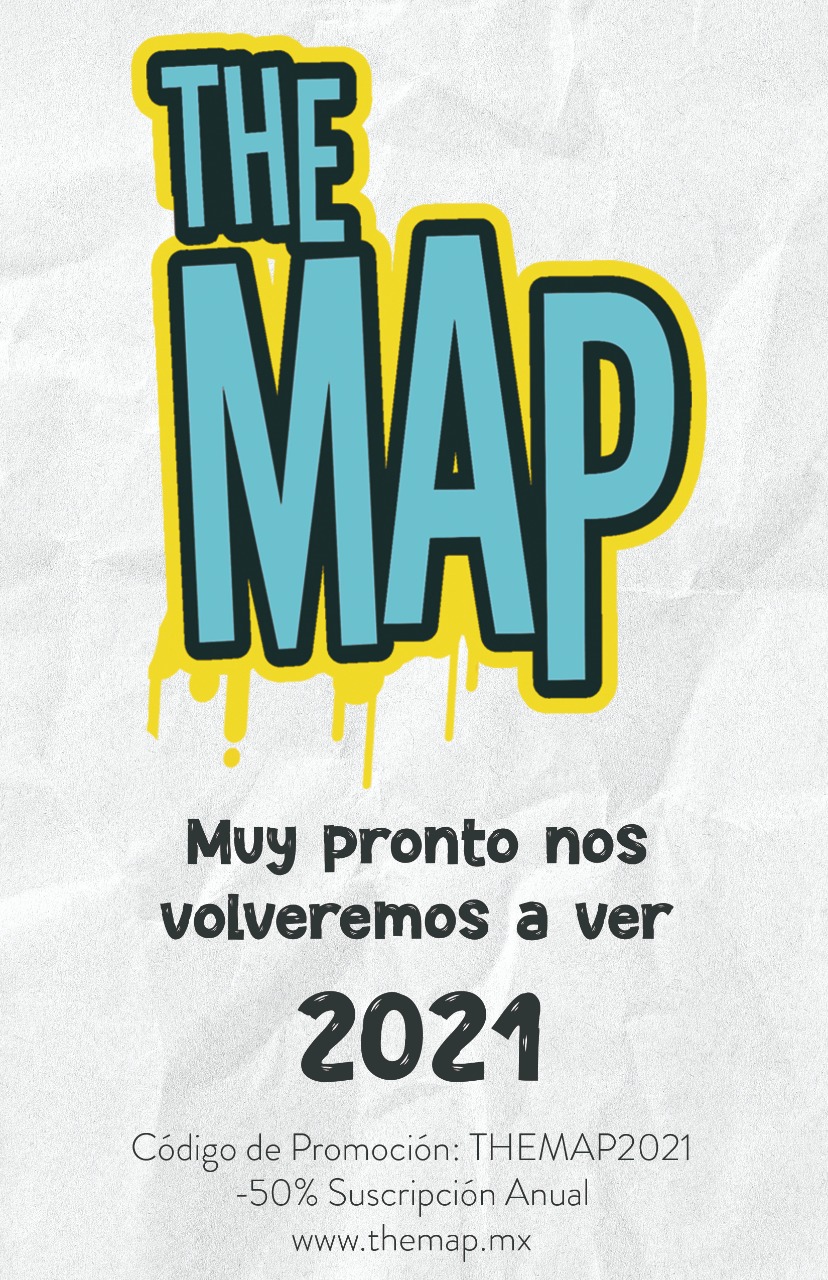 THE
MAP
Muy pronto nos
volveremos a ver
2021
Código de Promoción: THEMAP2021
-50% Suscripción Anual
www.themap.mx